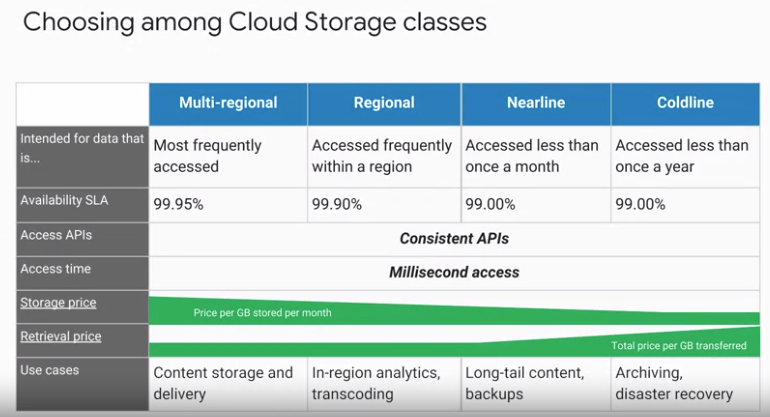 Choosing among Cloud Storage classes
Multi-regional Regional Nearline Coldline
Intended for data that
is...
Most frequently
accessed
Accessed frequently
within a region
Accessed less than
once a month
Accessed less than
once a year
Availability SLA 99.95% 99.90% 99.00% 99.00%
Access APIs Consistent APIs
Access time Millisecond access
Storage price Price per GB stored per month
Retrieval price Total price per GB transferred
Use cases
Content storage and
delivery
In-region analytics,
transcoding
Long-tail content,
backups
Archiving,
disaster recovery